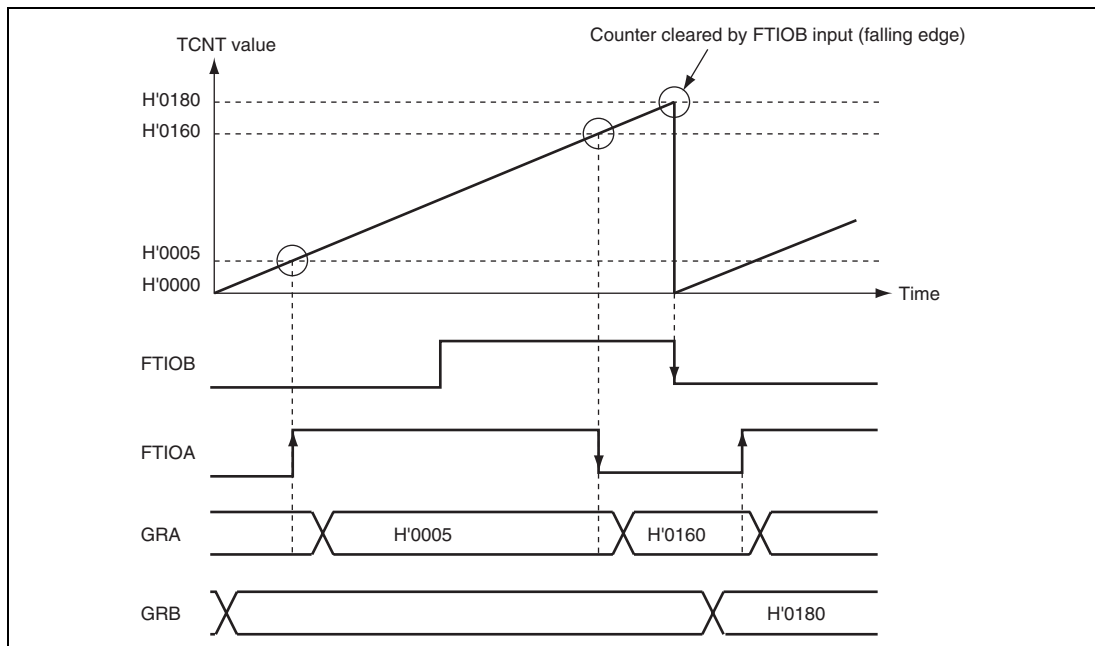 Counter cleared by FTIOB input (falling edge)
TCNT value
H'0180
H'0160
H'0005
H'0000
Time
FTIOB
FTIOA
GRA
H'0005
H'0160
GRB
H'0180